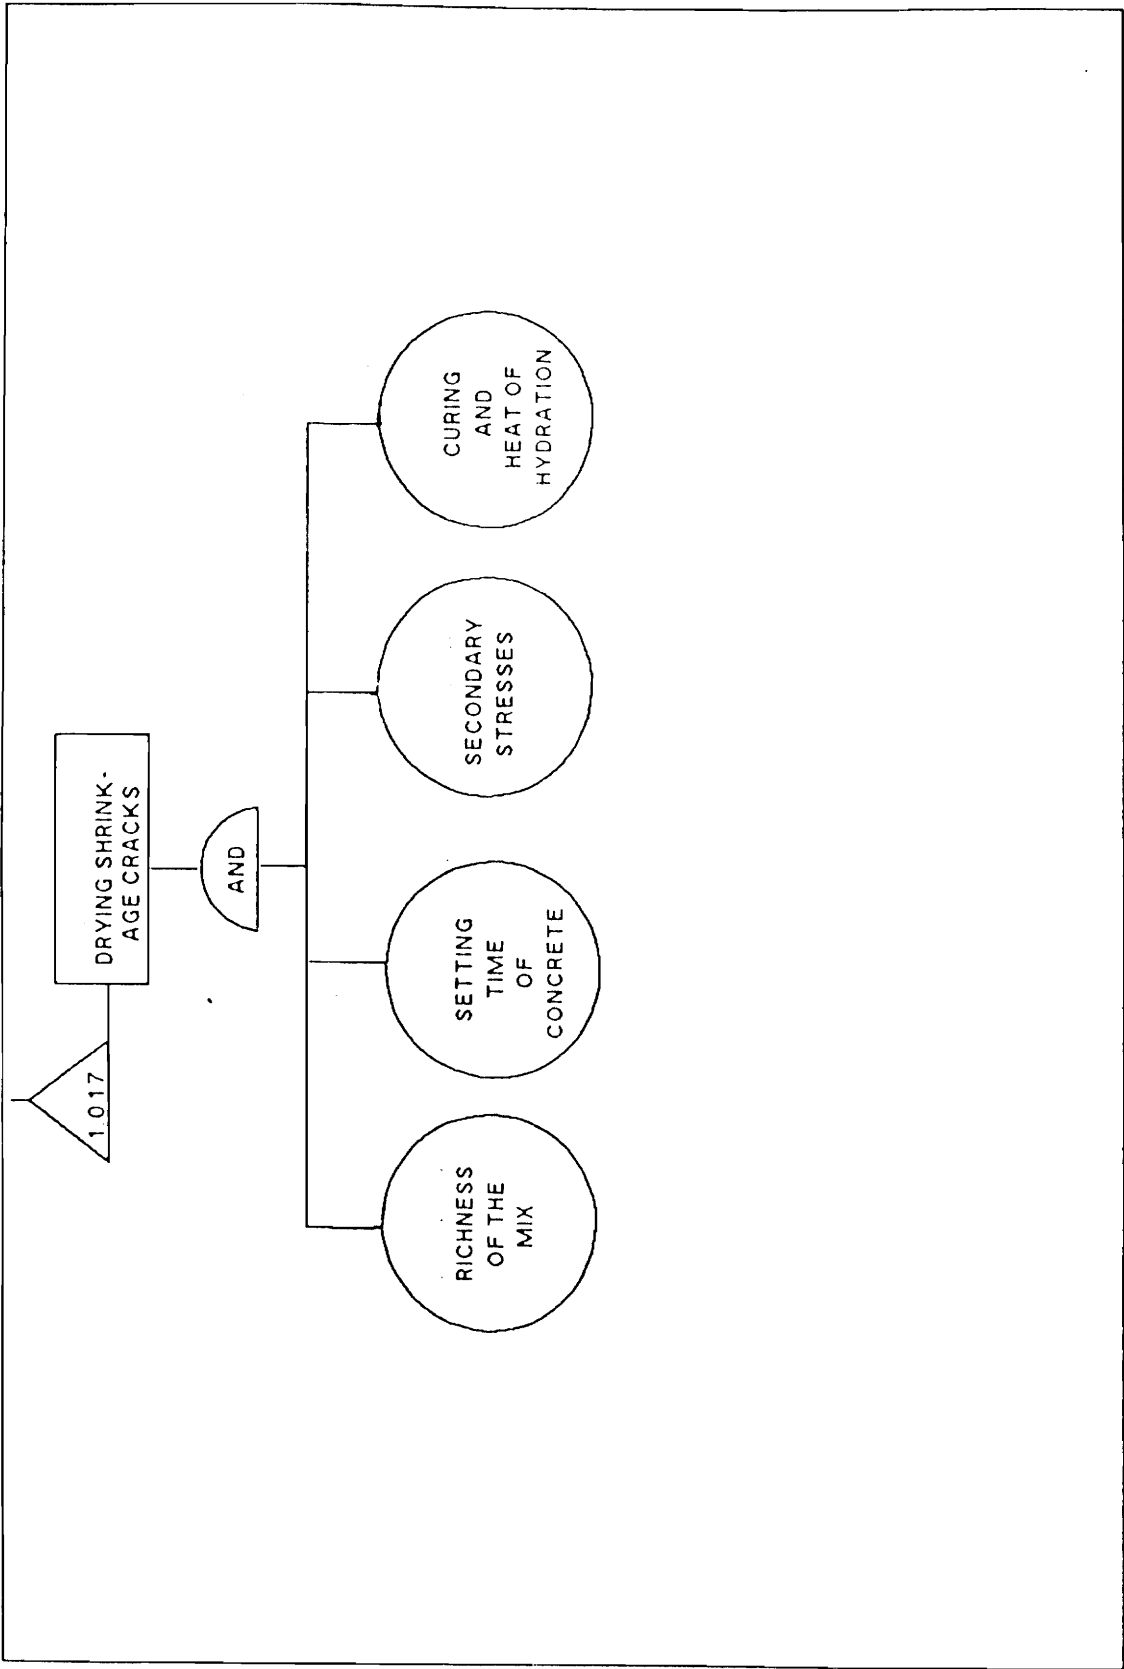 1.017
DRYING SHRINK-
AGE CRACKS
AND
RICHNESS
OF THE
MIX
SETTING
TIME
OF
CONCRETE
SECONDARY
STRESSES
CURING
AND
HEAT OF
HYDRATION